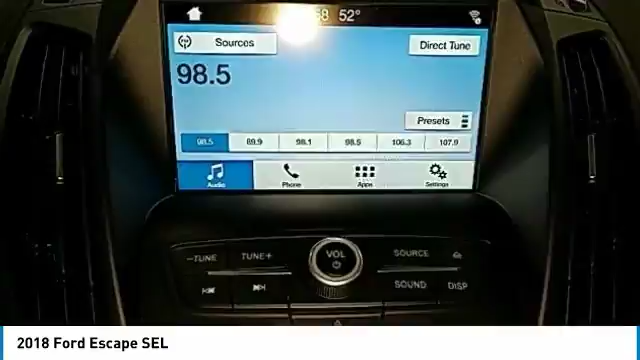 52°
Sources
Direct Tune
98.5
Presets
98.5 89.9 98.1 98.5 106.3 107.9
Audio Phone Apps Settings
−TUNE TUNE+ VOL SOURCE
SOUND DISP
2018 Ford Escape SEL